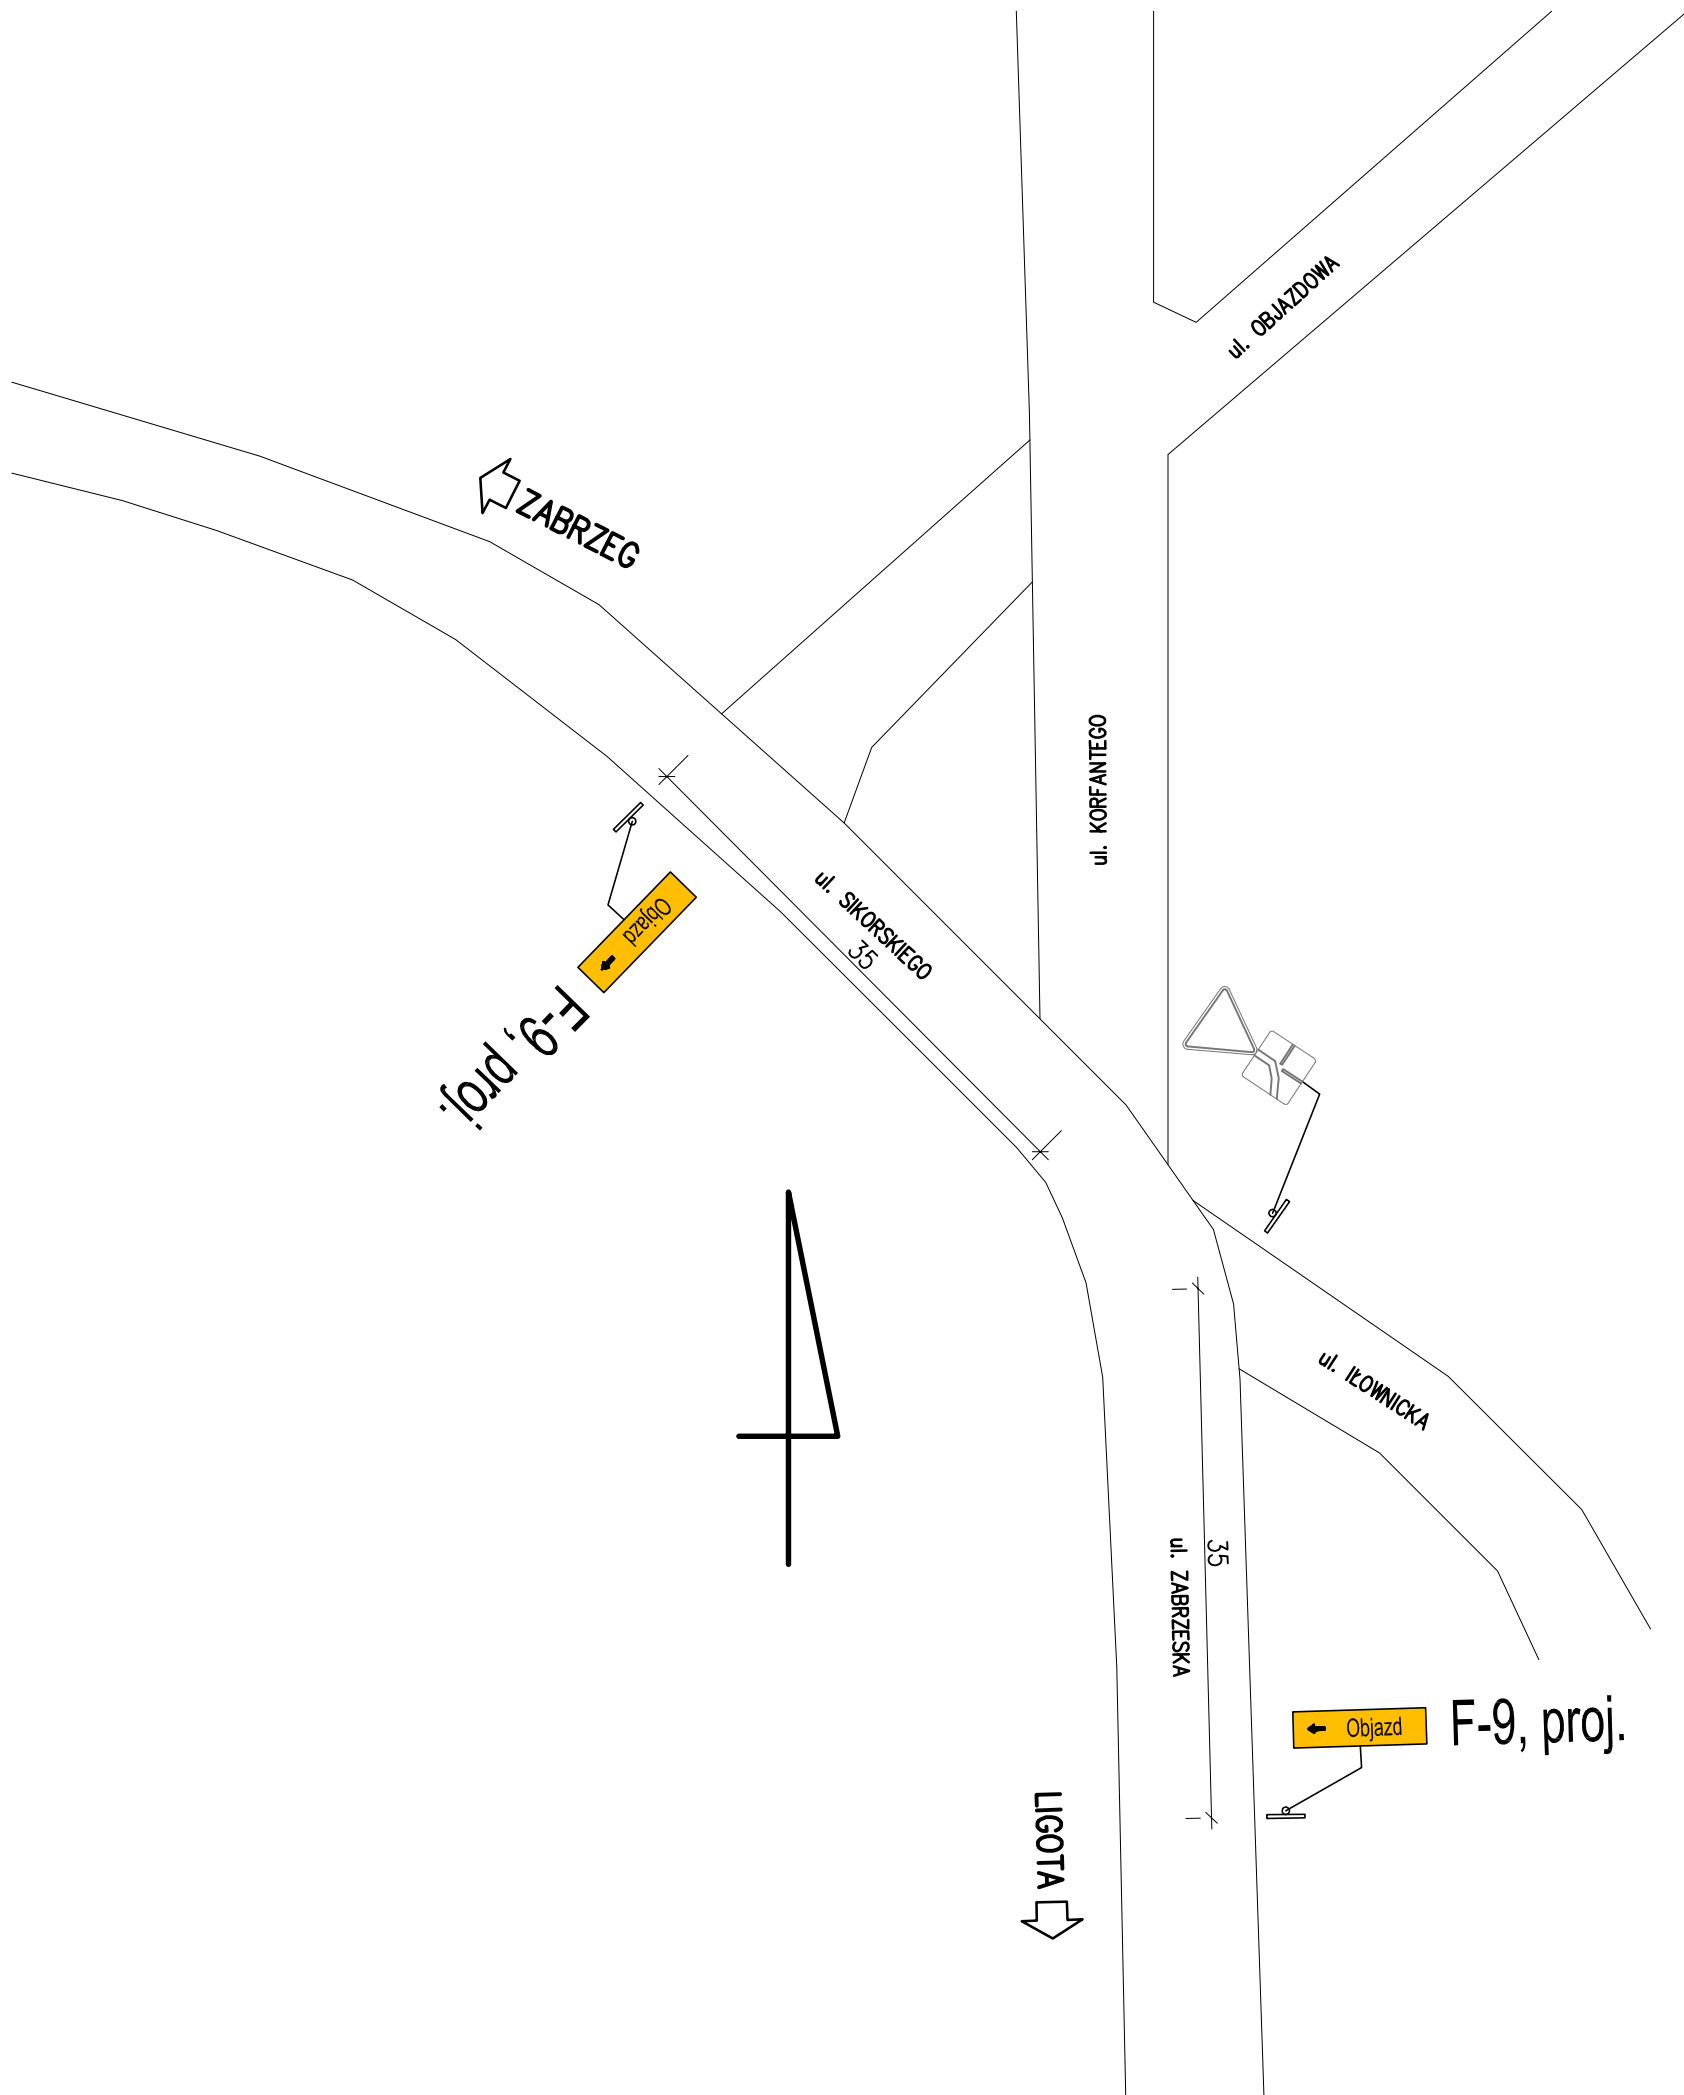 ul. OBJAZDOWA
ZABRZEG
ul. KORFANTEGO
ul. SIKORSKIEGO
35
Objazd
F-9, proj.
ul. IŁOWNICKA
35
ul. ZABRZESKA
Objazd
F-9, proj.
LIGOTA